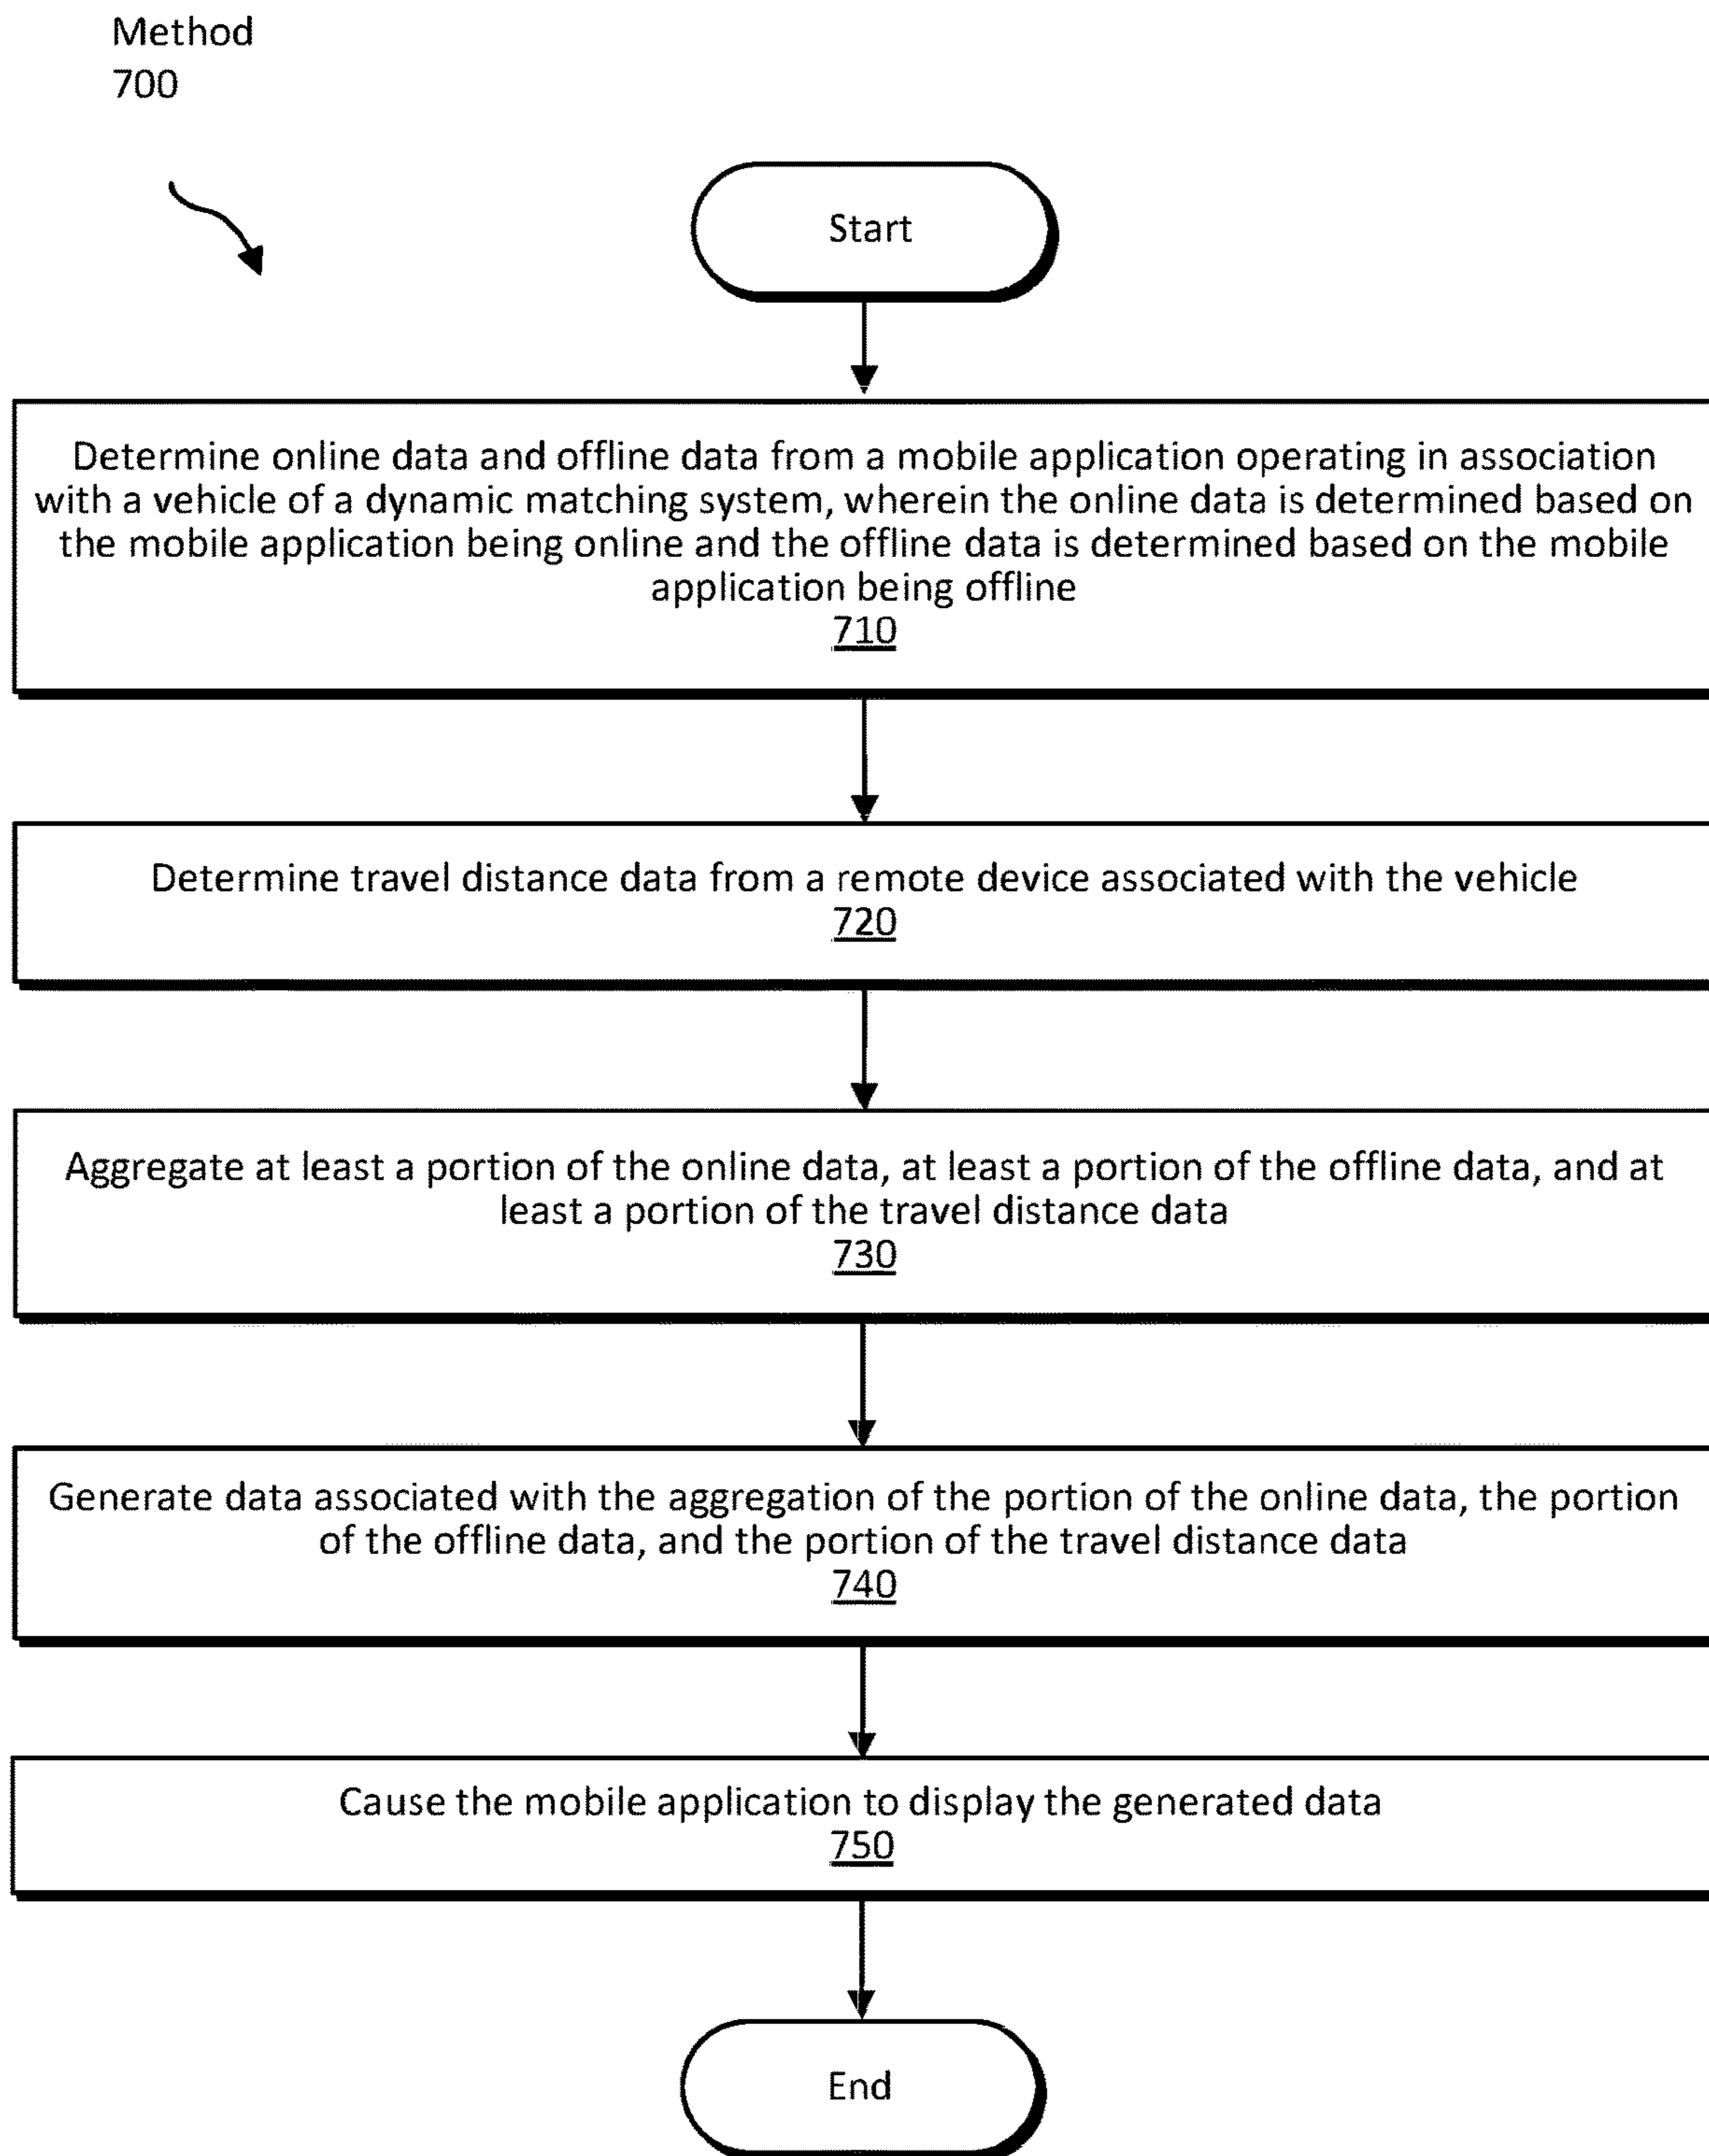 Method
700
Start
Determine online data and offline data from a mobile application operating in association
with a vehicle of a dynamic matching system, wherein the online data is determined based on
the mobile application being online and the offline data is determined based on the mobile
application being offline
710
Determine travel distance data from a remote device associated with the vehicle
720
Aggregate at least a portion of the online data, at least a portion of the offline data, and at
least a portion of the travel distance data
730
Generate data associated with the aggregation of the portion of the online data, the portion
of the offline data, and the portion of the travel distance data
740
Cause the mobile application to display the generated data
750
End